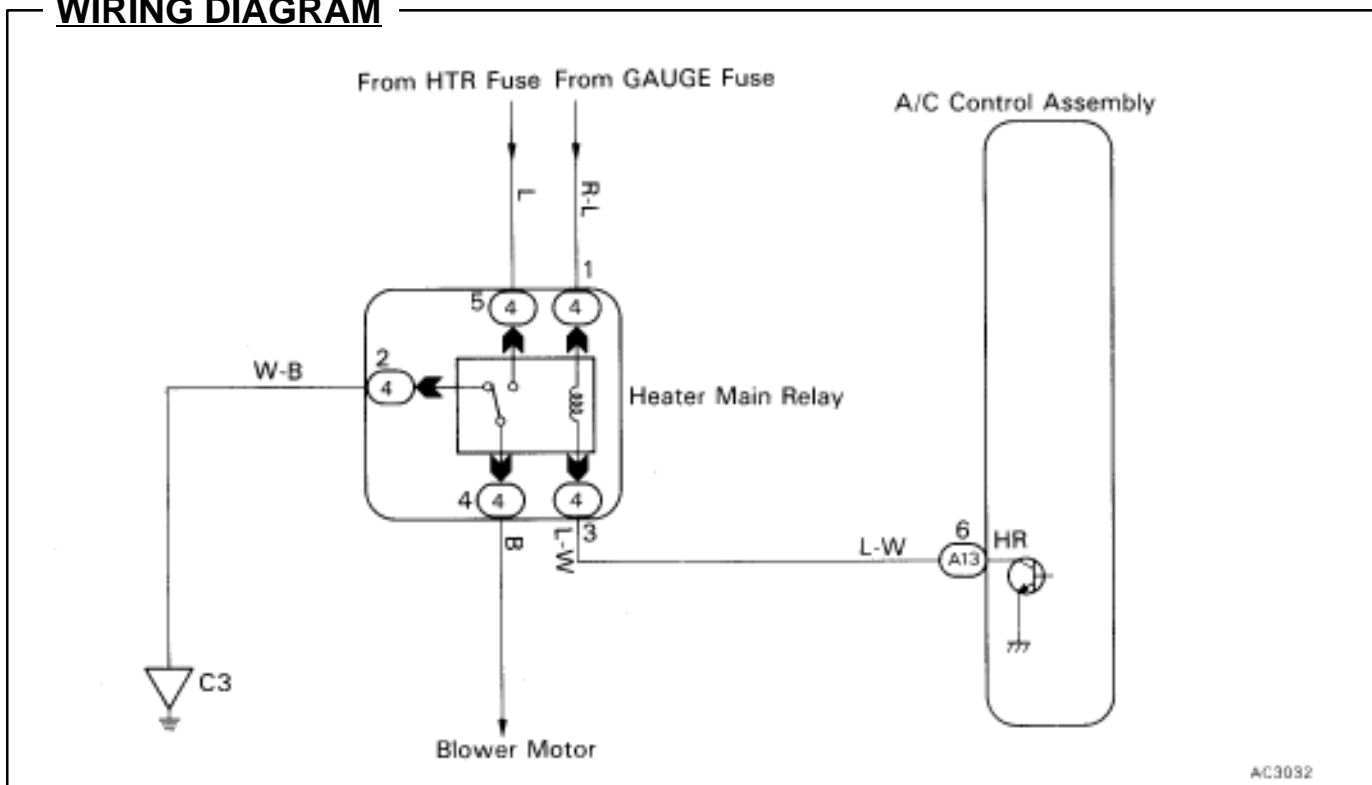 WIRING DIAGRAM
From HTR Fuse From GAUGE Fuse
A/C Control Assembly
L
R-L
1
5
4
4
2
W-B
4
Heater Main Relay
4
4
4
3
B
L-W
L-W
6
A13
HR
C3
Blower Motor
AC3032